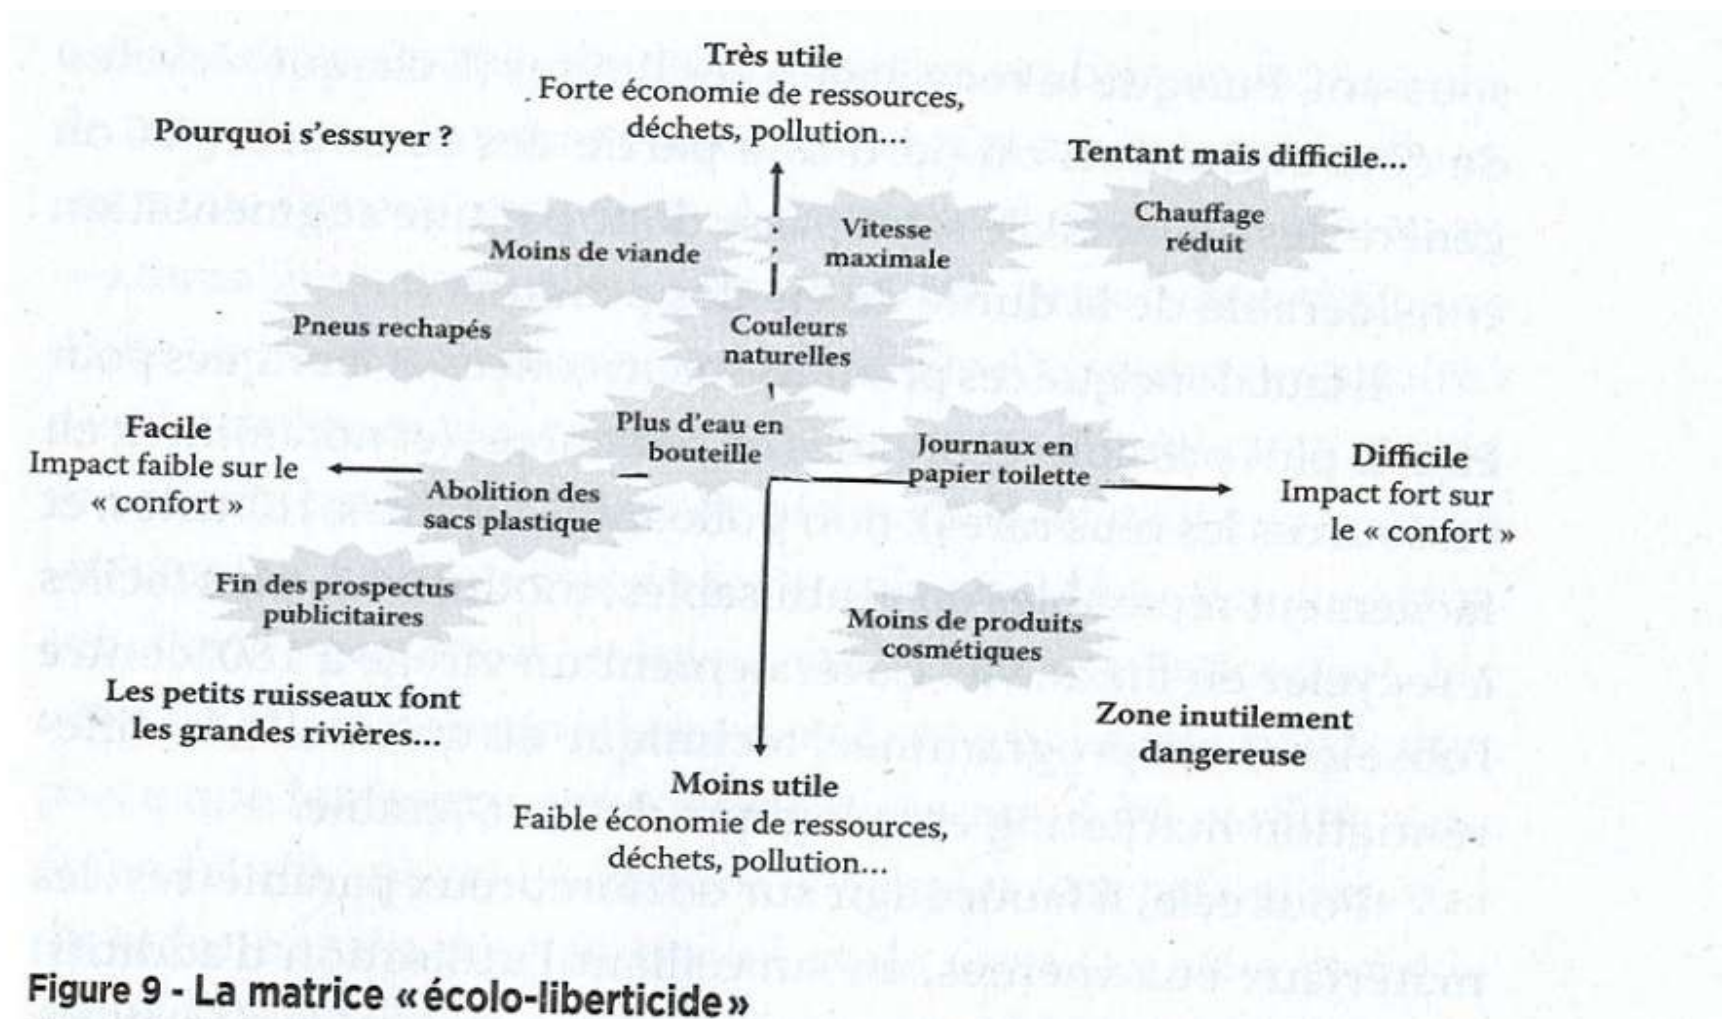 Très utile
Forte économie de ressources,
déchets, pollution...
Pourquoi s'essuyer ?
Tentant mais difficile...
Chauffage
réduit
Vitesse
maximale
Moins de viande
Pneus rechapés
Couleurs
naturelles
Plus d'eau en
bouteille
Journaux en
papier toilette
Facile
Impact faible sur le
« confort »
Difficile
Impact fort sur
le « confort »
Abolition des
sacs plastique
Fin des prospectus
publicitaires
Moins de produits
cosmétiques
Les petits ruisseaux font
les grandes rivières...
Zone inutilement
dangereuse
Moins utile
Faible économie de ressources,
déchets, pollution...
Figure 9 - La matrice « écolo-liberticide »